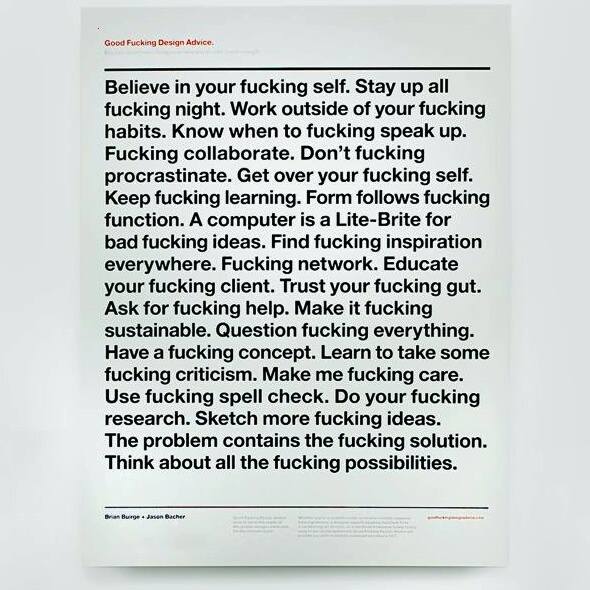 Good Fucking Design Advice.
Believe in your fucking self. Stay up all
fucking night. Work outside of your fucking
habits. Know when to fucking speak up.
Fucking collaborate. Don't fucking
procrastinate. Get over your fucking self.
Keep fucking learning. Form follows fucking
function. A computer is a Lite-Brite for
bad fucking ideas. Find fucking inspiration
everywhere. Fucking network. Educate
your fucking client. Trust your fucking gut.
Ask for fucking help. Make it fucking
sustainable. Question fucking everything.
Have a fucking concept. Learn to take some
fucking criticism. Make me fucking care.
Use fucking spell check. Do your fucking
research. Sketch more fucking ideas.
The problem contains the fucking solution.
Think about all the fucking possibilities.
Brian Buirge + Jason Bacher
goodfuckingdesignadvice.com